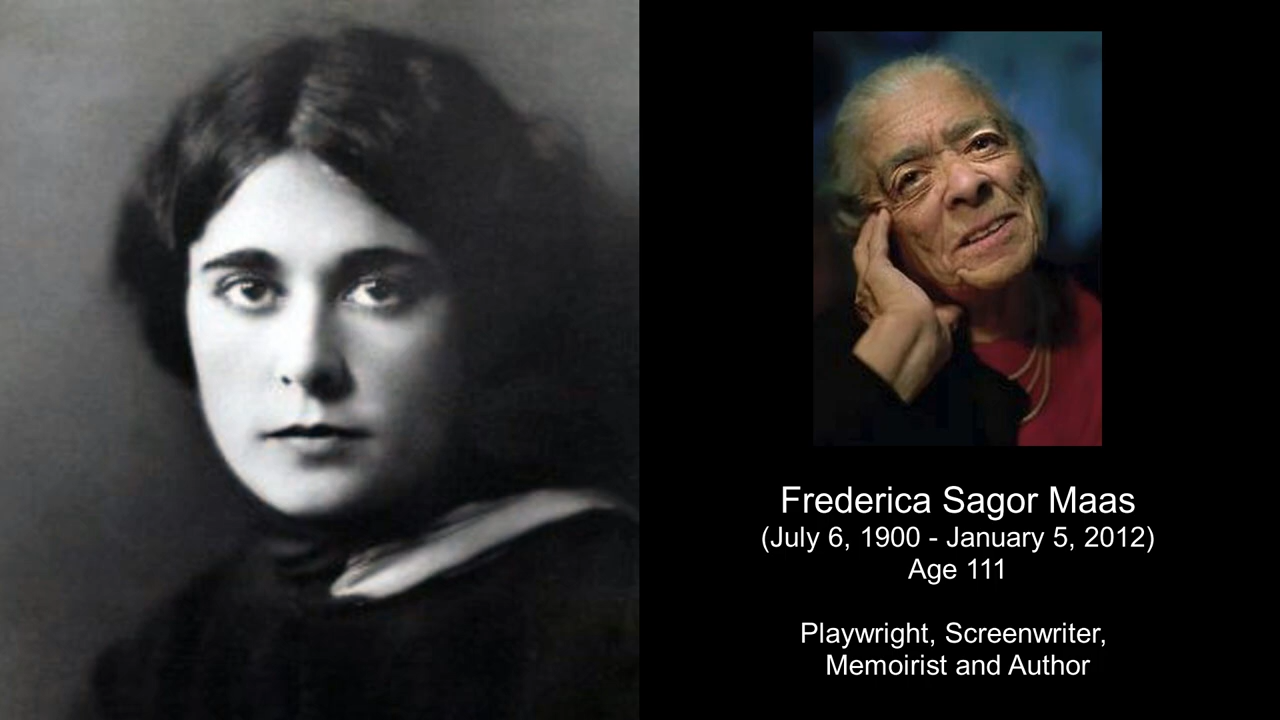 Frederica Sagor Maas
(July 6, 1900 - January 5, 2012)
Age 111
Playwright, Screenwriter,
Memoirist and Author